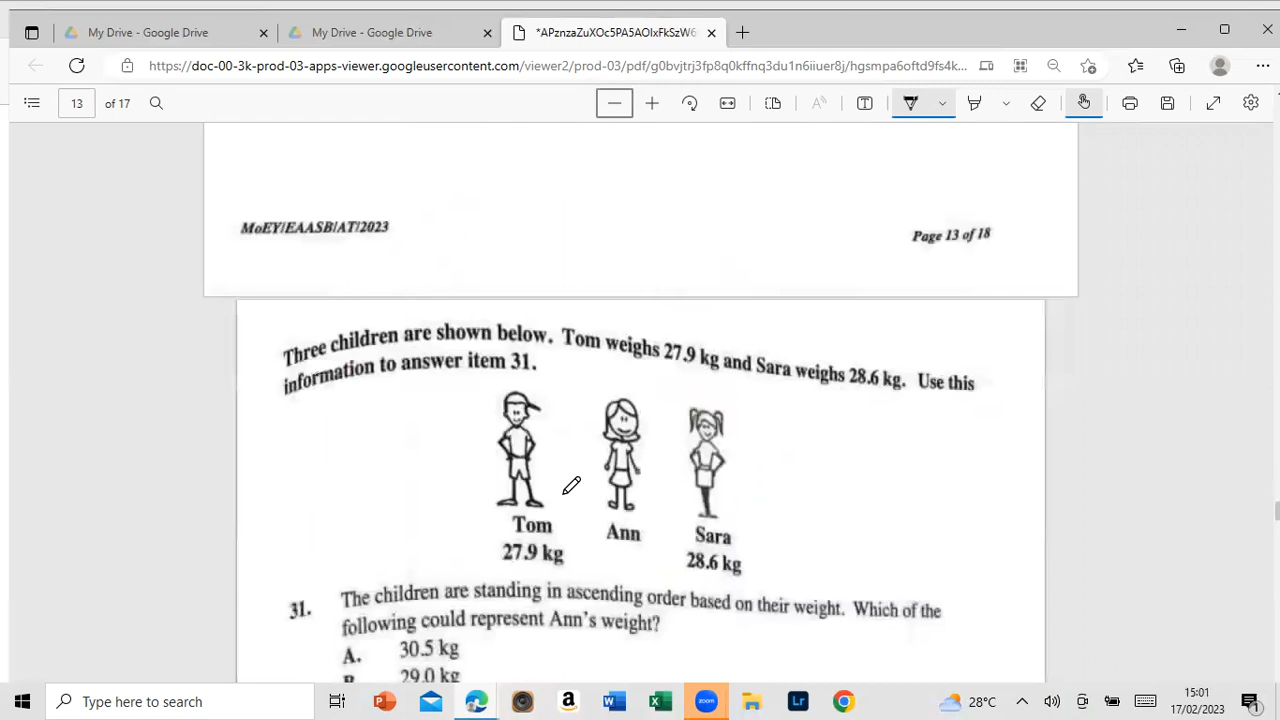 My Drive - Google Drive
My Drive - Google Drive
*APznzaZuXOc5PA5AOlxFkSzW6
https://doc-00-3k-prod-03-apps-viewer.googleusercontent.com/viewer2/prod-03/pdf/g0bvjtrj3fp8q0kffnq3du1n6iiuer8j/hgsmpa6oftd9fs4k...
13 of 17
MoEY/EAASB/AT/2023
Page 13 of 18
Three children are shown below. Tom weighs 27.9 kg and Sara weighs 28.6 kg. Use this
information to answer item 31.
Tom
27.9 kg
Ann
Sara
28.6 kg
31. The children are standing in ascending order based on their weight. Which of the
following could represent Ann's weight?
A. 30.5 kg
B. 29.0 kg
Type here to search
zoom
Lr
28°C
15:01
17/02/2023
1